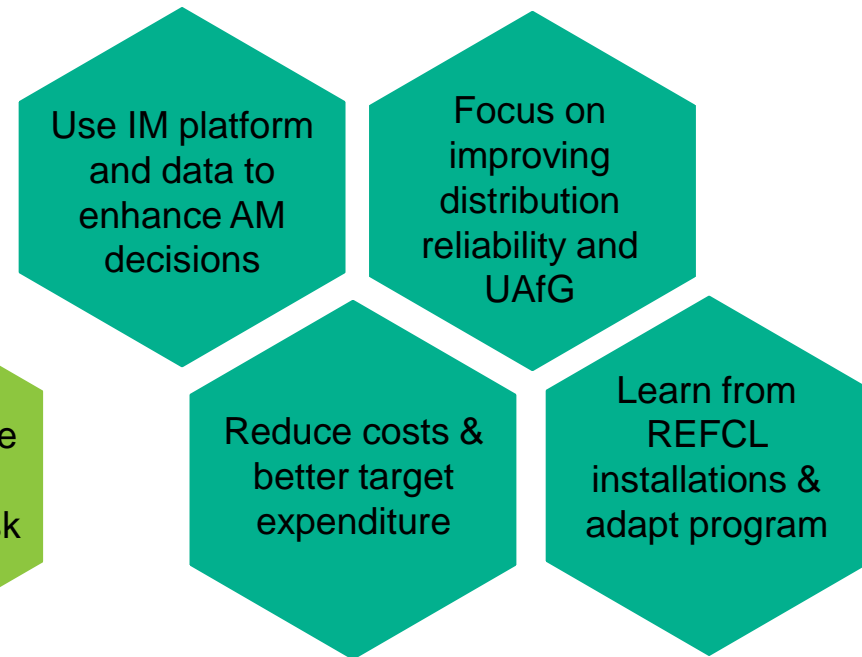 Use IM platform
and data to
enhance AM
decisions
Focus on
improving
distribution
reliability and
UAfG
Reduce costs &
better target
expenditure
Learn from
REFCL
installations &
adapt program